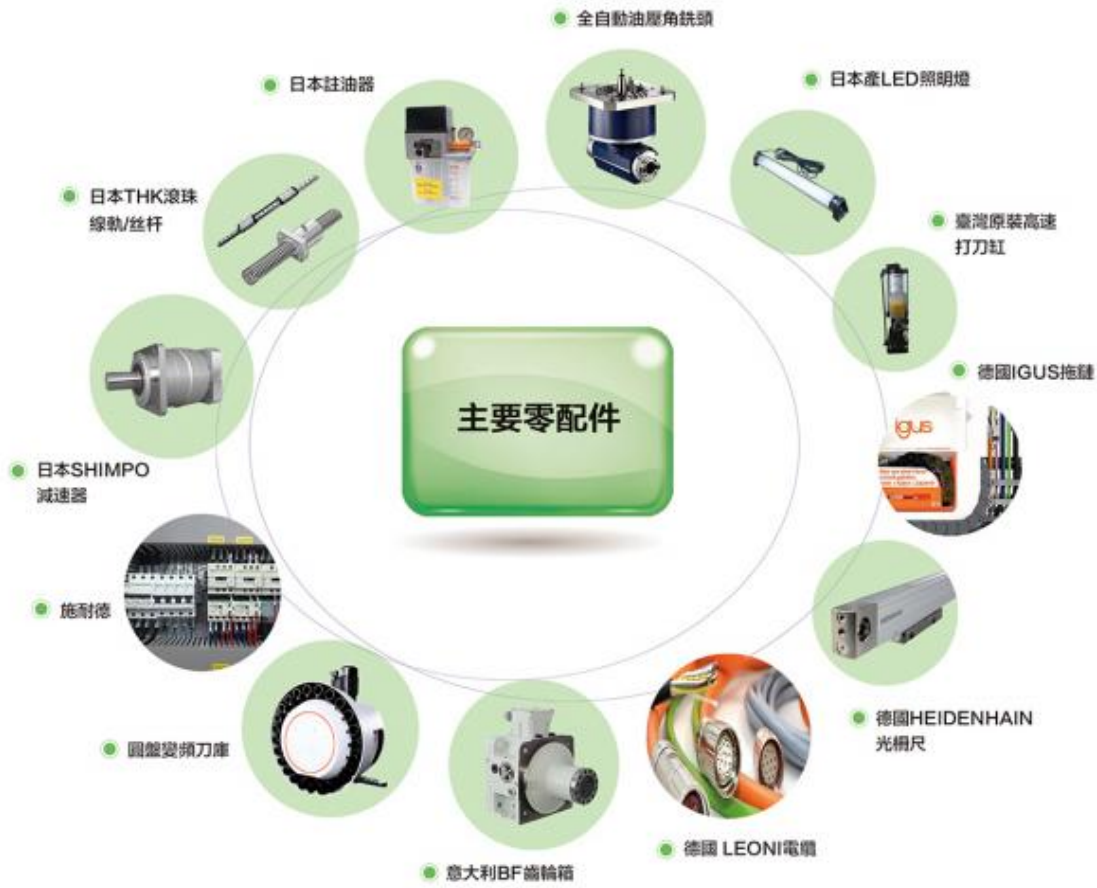 全自動油壓角銑頭
日本註油器
日本產LED照明燈
日本THK滾珠
線軌/丝杆
臺灣原裝高速
打刀缸
德國IGUS拖鏈
igus
主要零配件
日本SHIMPO
減速器
施耐德
德國HEIDENHAIN
光柵尺
圓盤變頻刀庫
德國 LEONI電纜
意大利BF齒輪箱